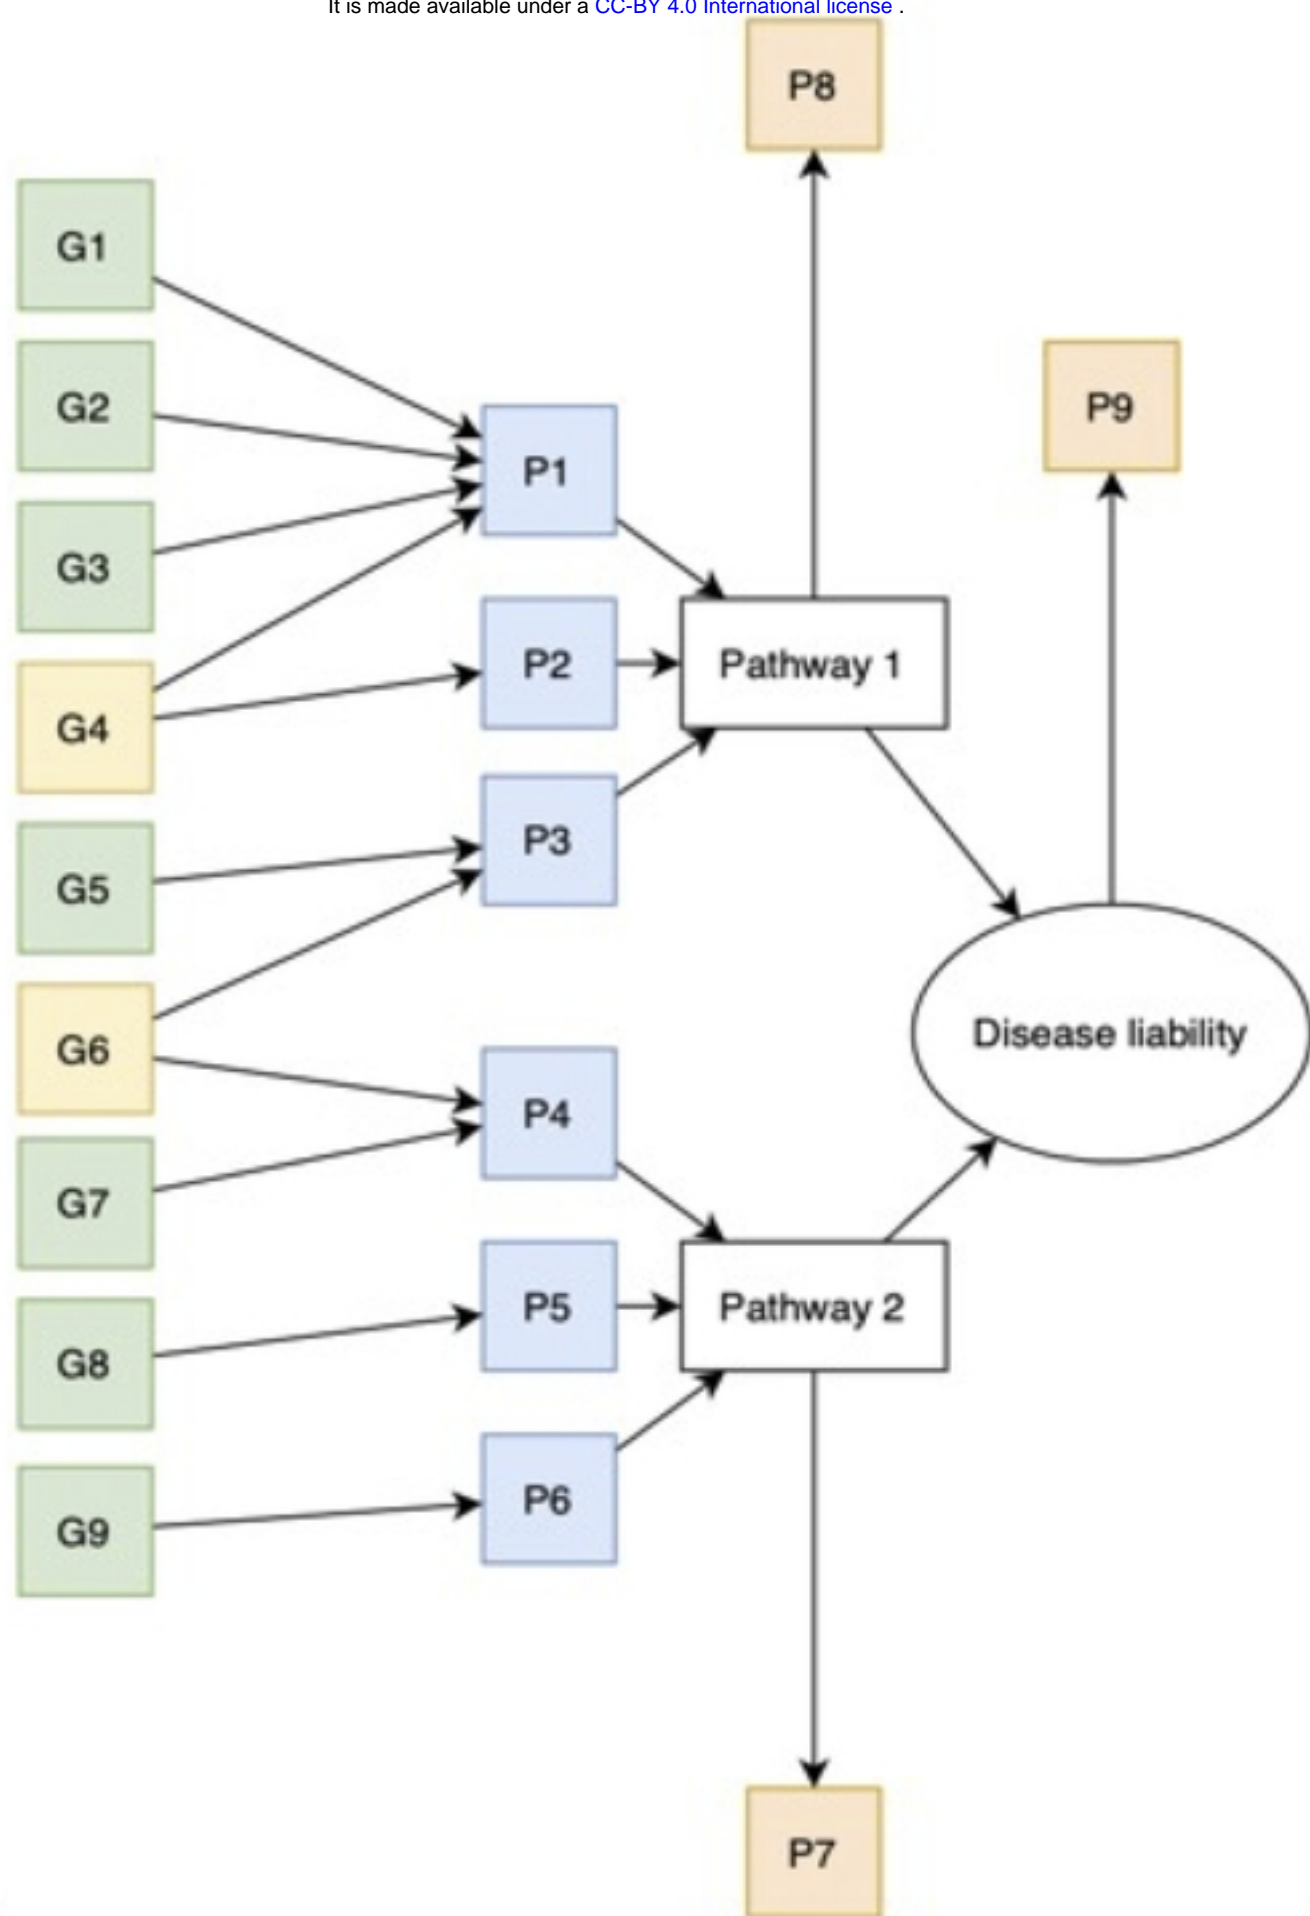 It is made available under a CC-BY 4.0 International license .
P8
G1
G2
P9
P1
G3
P2
Pathway 1
G4
P3
G5
Disease liability
G6
P4
G7
P5
Pathway 2
G8
P6
G9
P7